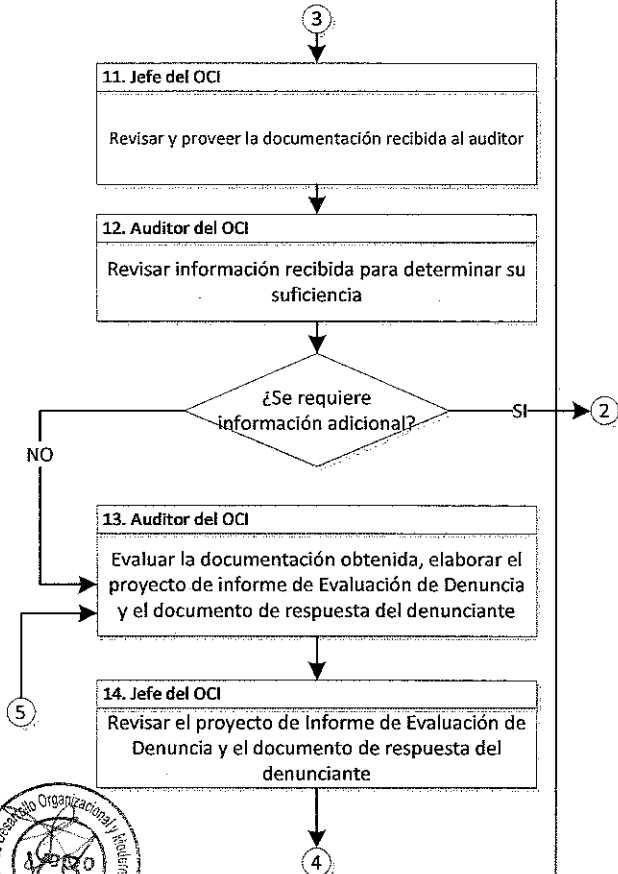 3
11. Jefe del OCI
Revisar y proveer la documentación recibida al auditor
12. Auditor del OCI
Revisar información recibida para determinar su
suficiencia
¿Se requiere
información adicional?
SI
2
NO
13. Auditor del OCI
Evaluar la documentación obtenida, elaborar el
proyecto de informe de Evaluación de Denuncia
y el documento de respuesta del denunciante
5
14. Jefe del OCI
Revisar el proyecto de Informe de Evaluación de
Denuncia y el documento de respuesta del
denunciante
Organizacional y
4